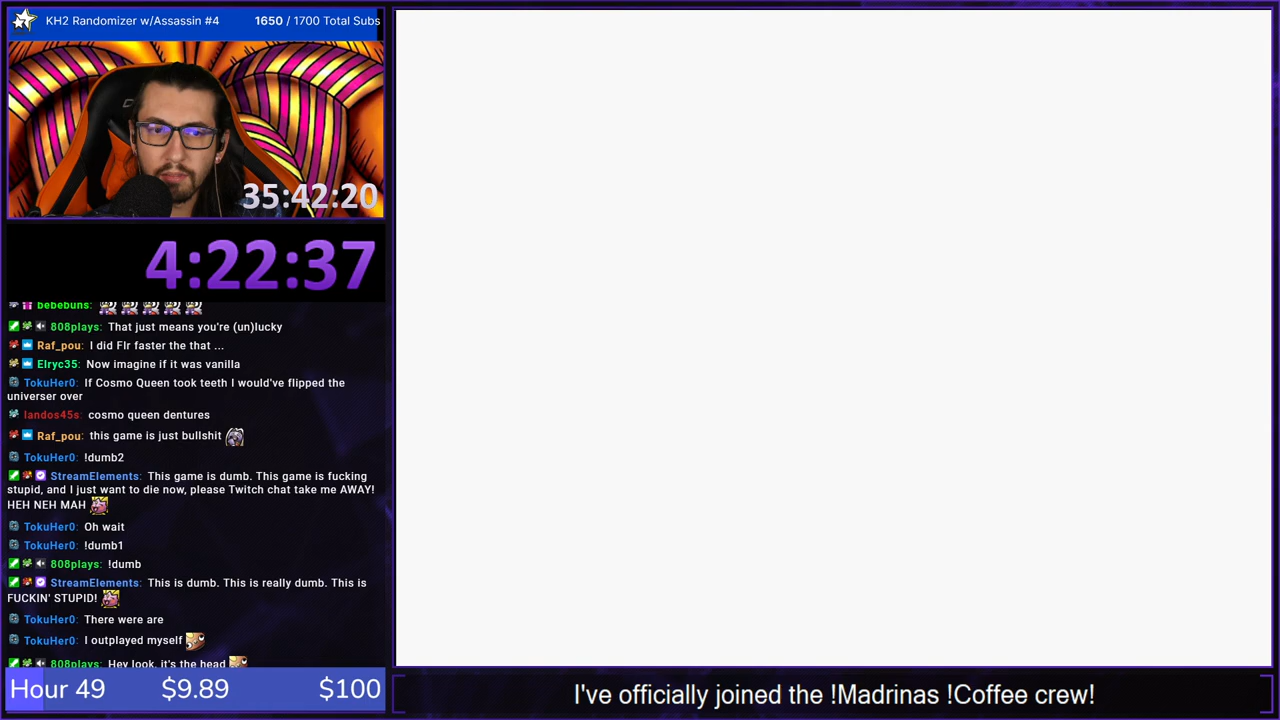 KH2 Randomizer w/Assassin #4 1650 / 1700 Total Subs
35:42:20
4:22:37
bebebuns:
808plays: That just means you're (un)lucky
Raf_pou: I did Flr faster the that ...
Elryc35: Now imagine if it was vanilla
TokuHer0: If Cosmo Queen took teeth I would've flipped the
universer over
landos45s: cosmo queen dentures
Raf_pou: this game is just bullshit
TokuHer0: !dumb2
StreamElements: This game is dumb. This game is fucking
stupid, and I just want to die now, please Twitch chat take me AWAY!
HEH NEH MAH
TokuHer0: Oh wait
TokuHer0: !dumb1
808plays: !dumb
StreamElements: This is dumb. This is really dumb. This is
FUCKIN' STUPID!
TokuHer0: There were are
TokuHer0: I outplayed myself
808plays: Hey look, it's the head
Hour 49 $9.89 $100
I've officially joined the !Madrinas !Coffee crew!